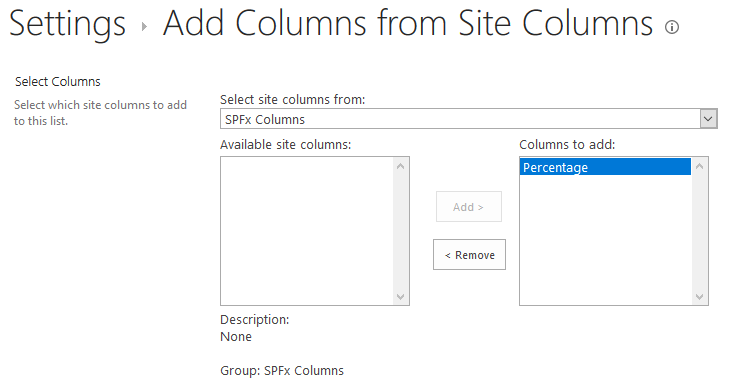 Settings › Add Columns from Site Columns
Select Columns
Select which site columns to add
to this list.
Select site columns from:
SPFx Columns
Available site columns:
Columns to add:
Percentage
Add >
< Remove
Description:
None
Group: SPFx Columns